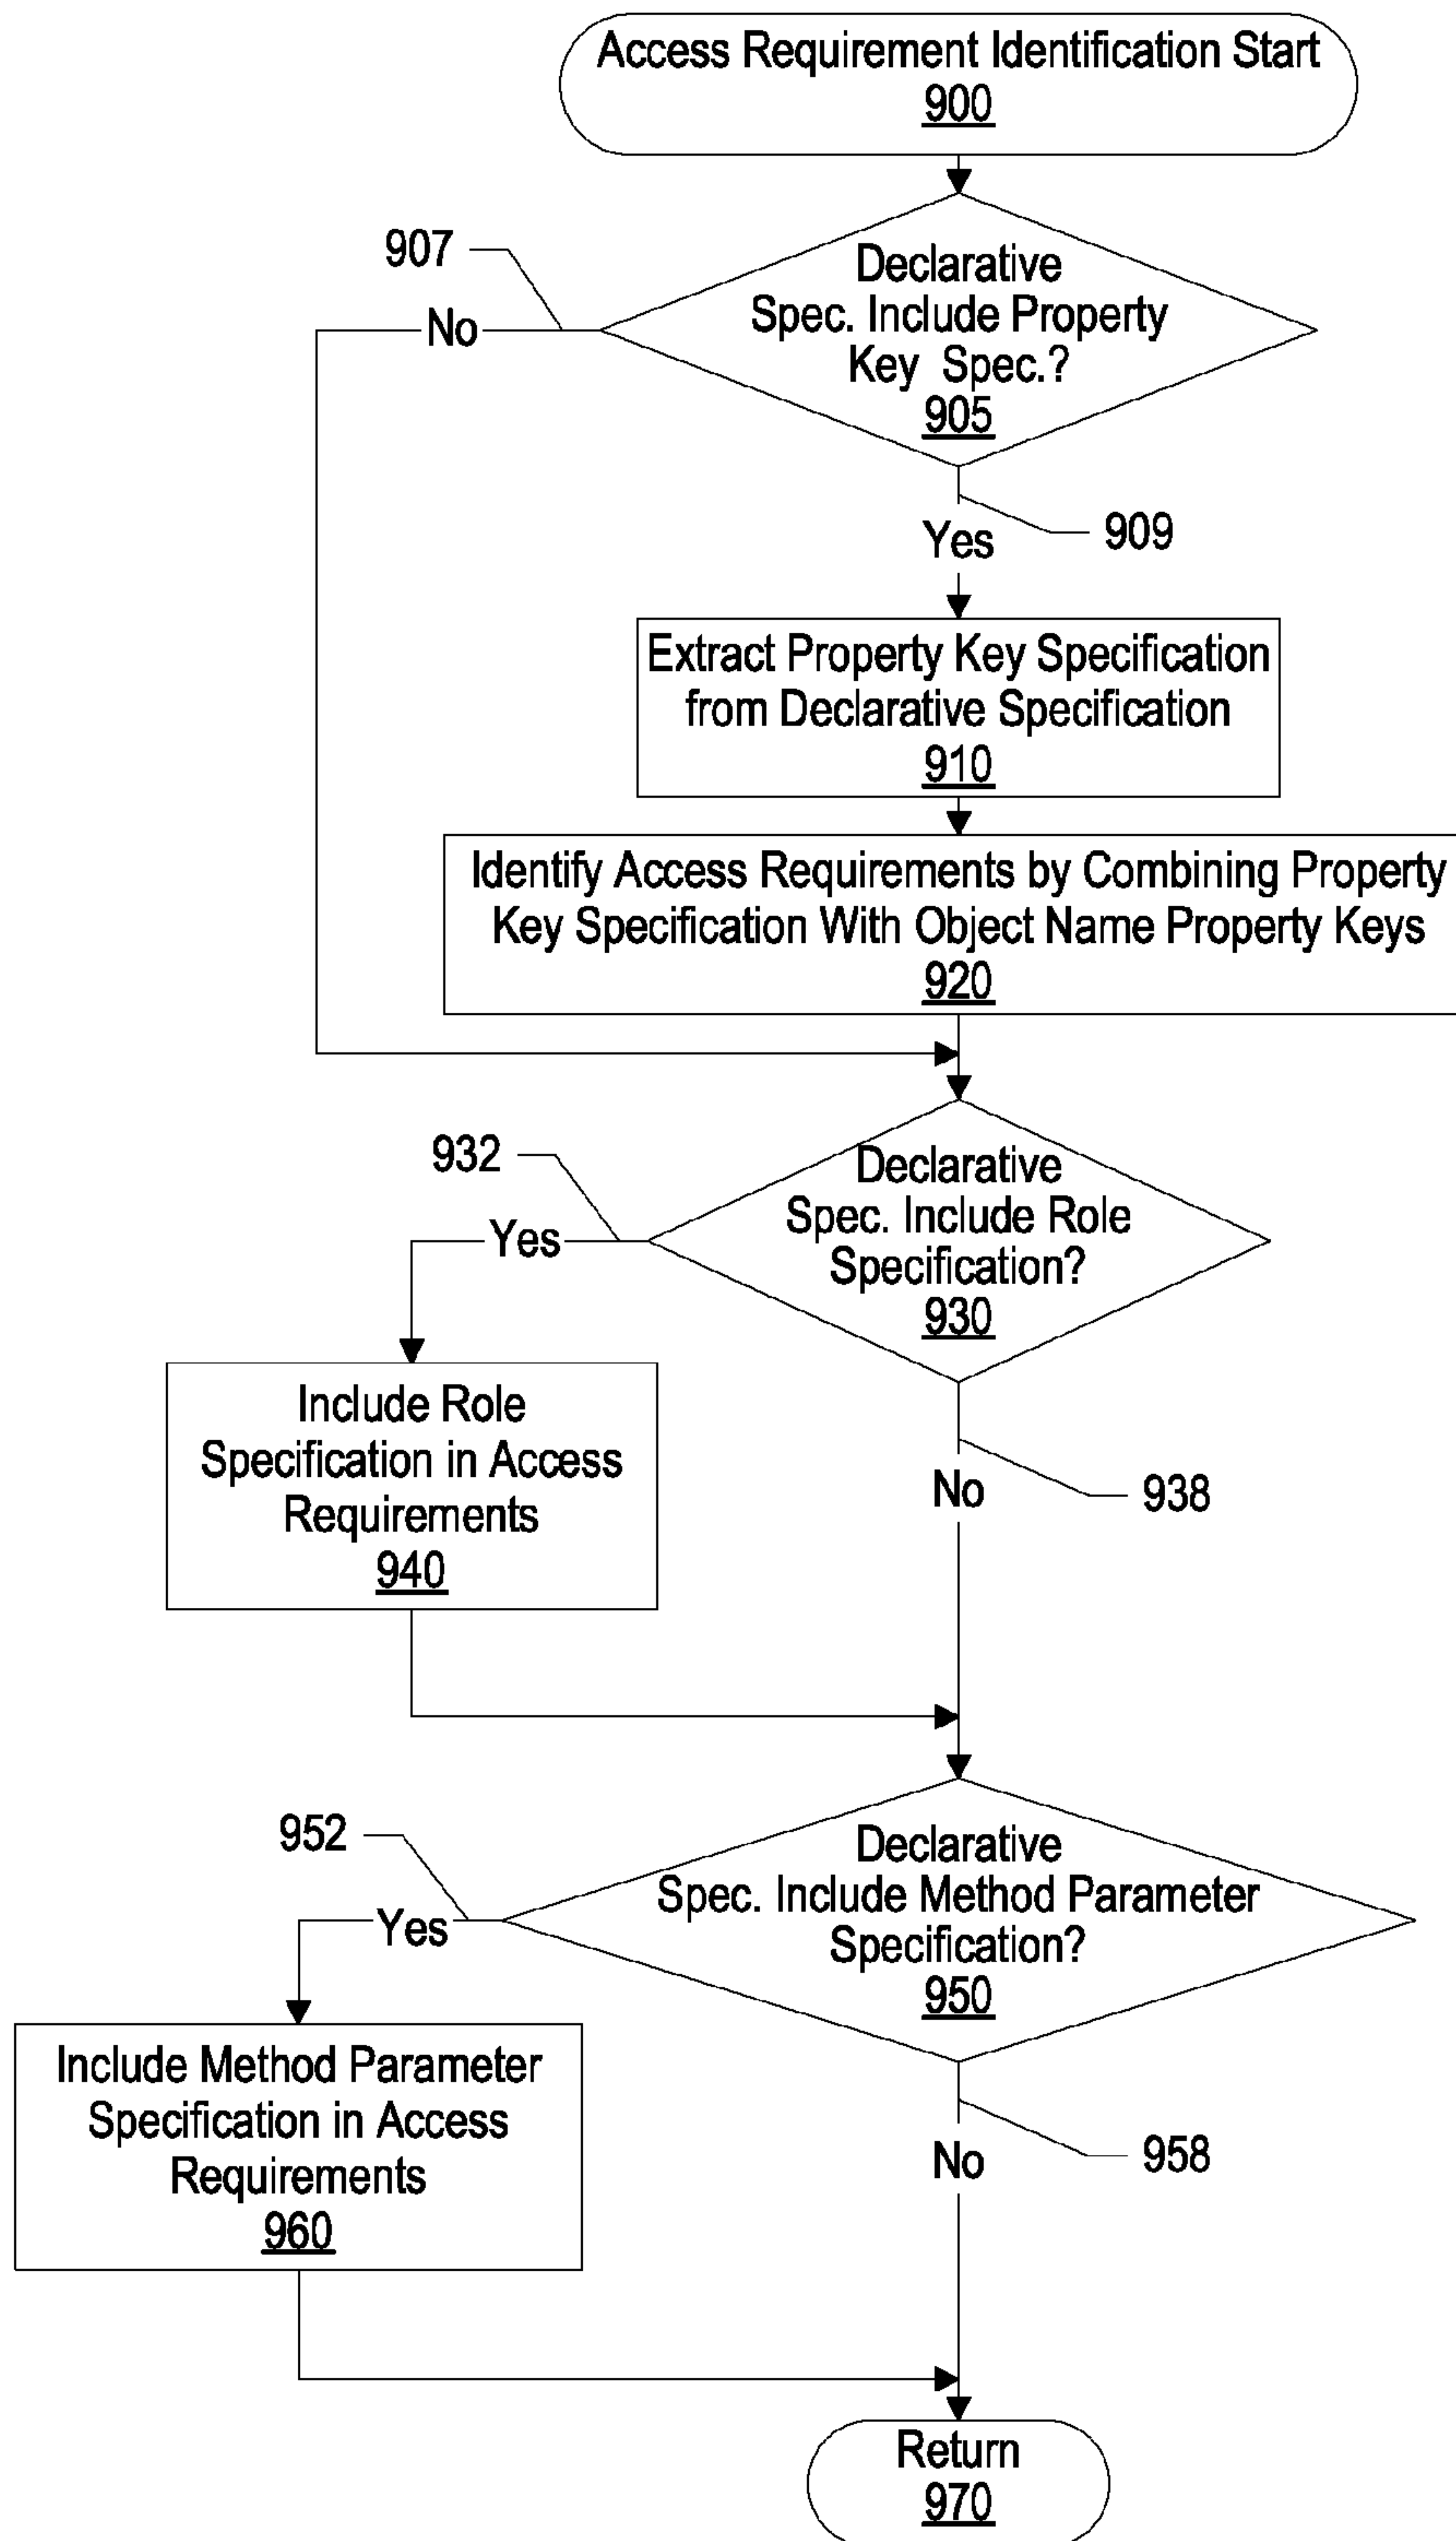 Access Requirement Identification Start
900
907
Declarative
Spec. Include Property
Key Spec.?
905
No
909
Yes
Extract Property Key Specification
from Declarative Specification
910
Identify Access Requirements by Combining Property
Key Specification With Object Name Property Keys
920
932
Declarative
Spec. Include Role
Specification?
930
Yes
Include Role
Specification in Access
Requirements
940
No
938
952
Declarative
Spec. Include Method Parameter
Specification?
950
Yes
Include Method Parameter
Specification in Access
Requirements
960
No
958
Return
970